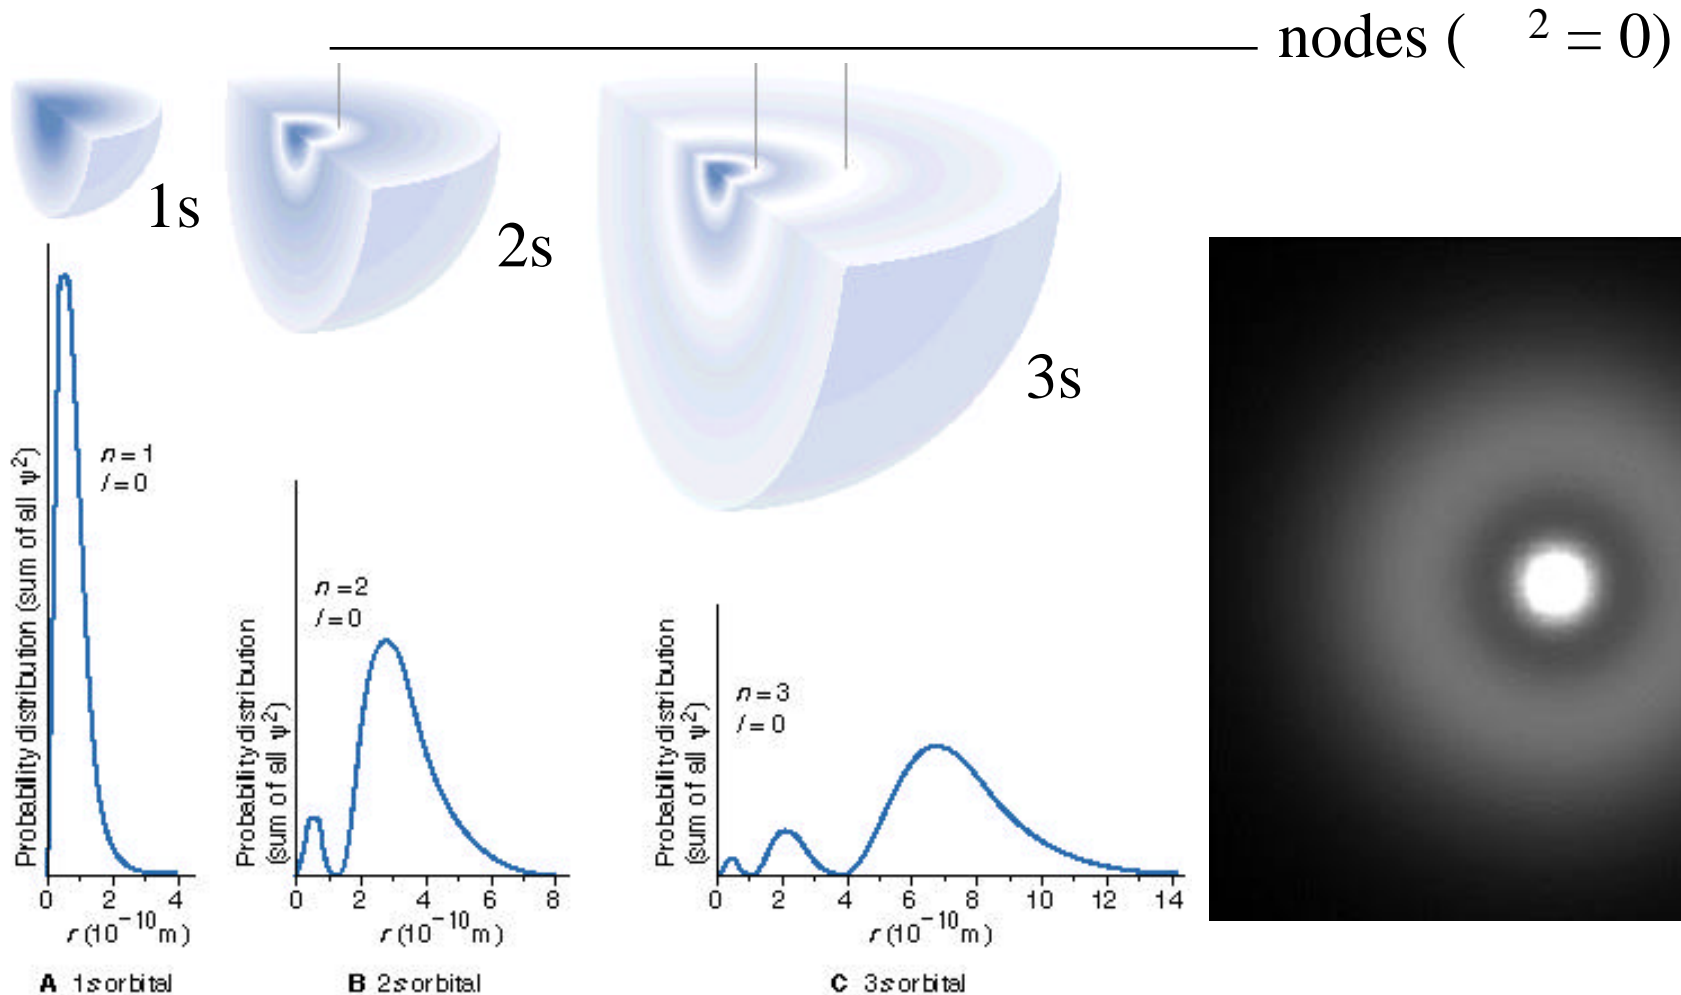 nodes ( ² = 0)
1s
2s
3s
Probability distribution (sum of all ψ²)
n = 1
l = 0
0 2 4
r (10⁻¹⁰ m)
A 1s orbital
Probability distribution
(sum of all ψ²)
n = 2
l = 0
0 2 4 6 8
r (10⁻¹⁰ m)
B 2s orbital
Probability distribution
(sum of all ψ²)
n = 3
l = 0
0 2 4 6 8 10 12 14
r (10⁻¹⁰ m)
C 3s orbital